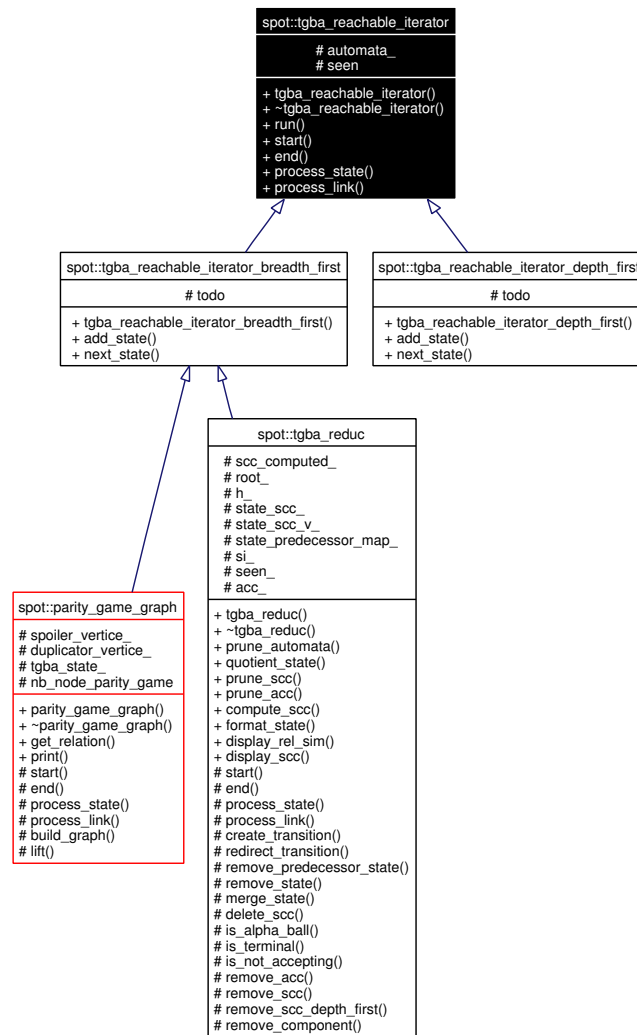 spot::tgba_reachable_iterator
# automata_
# seen
+ tgba_reachable_iterator()
+ ~tgba_reachable_iterator()
+ run()
+ start()
+ end()
+ process_state()
+ process_link()
spot::tgba_reachable_iterator_breadth_first
# todo
+ tgba_reachable_iterator_breadth_first()
+ add_state()
+ next_state()
spot::tgba_reachable_iterator_depth_first
# todo
+ tgba_reachable_iterator_depth_first()
+ add_state()
+ next_state()
spot::tgba_reduc
# scc_computed_
# root_
# h_
# state_scc_
# state_scc_v_
# state_predecessor_map_
# si_
# seen_
# acc_
+ tgba_reduc()
+ ~tgba_reduc()
+ prune_automata()
+ quotient_state()
+ prune_scc()
+ prune_acc()
+ compute_scc()
+ format_state()
+ display_rel_sim()
+ display_scc()
# start()
# end()
# process_state()
# process_link()
# create_transition()
# redirect_transition()
# remove_predecessor_state()
# remove_state()
# merge_state()
# delete_scc()
# is_alpha_ball()
# is_terminal()
# is_not_accepting()
# remove_acc()
# remove_scc()
# remove_scc_depth_first()
# remove_component()
spot::parity_game_graph
# spoiler_vertice_
# duplicator_vertice_
# tgba_state_
# nb_node_parity_game
+ parity_game_graph()
+ ~parity_game_graph()
+ get_relation()
+ print()
# start()
# end()
# process_state()
# process_link()
# build_graph()
# lift()